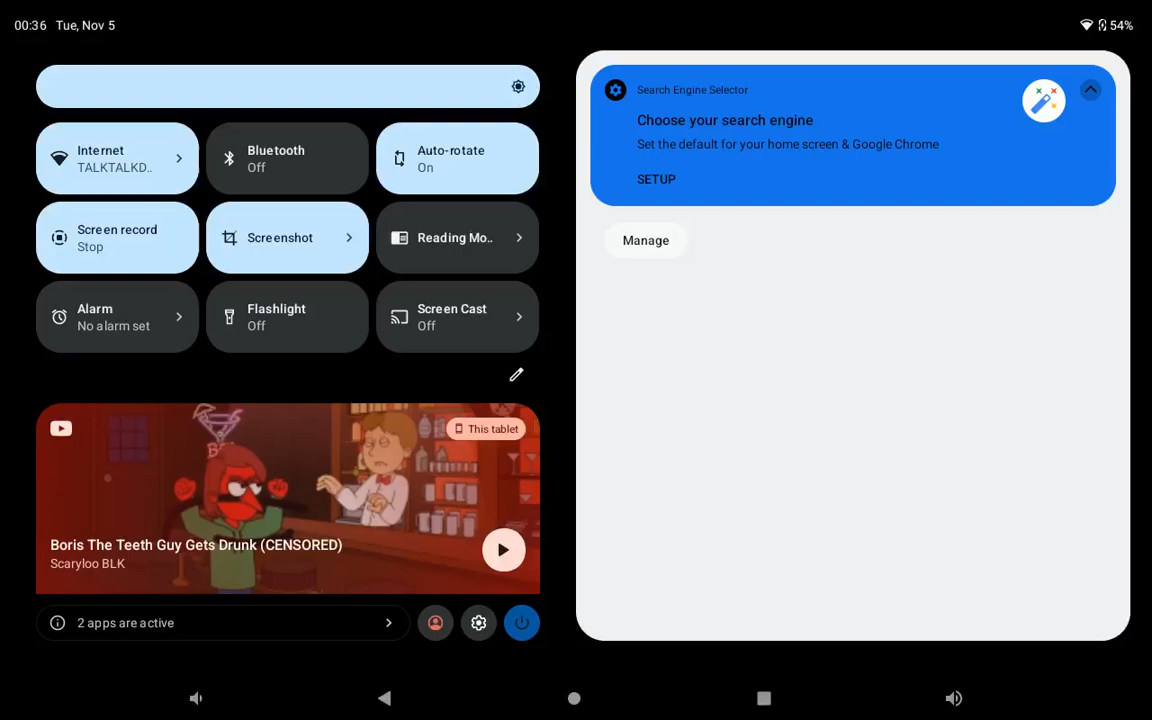 00:36 Tue, Nov 5
54%
Internet
TALKTALKD..
Bluetooth
Off
Auto-rotate
On
Screen record
Stop
Screenshot
Reading Mo..
Alarm
No alarm set
Flashlight
Off
Screen Cast
Off
This tablet
Boris The Teeth Guy Gets Drunk (CENSORED)
Scaryloo BLK
2 apps are active
Search Engine Selector
Choose your search engine
Set the default for your home screen & Google Chrome
SETUP
Manage